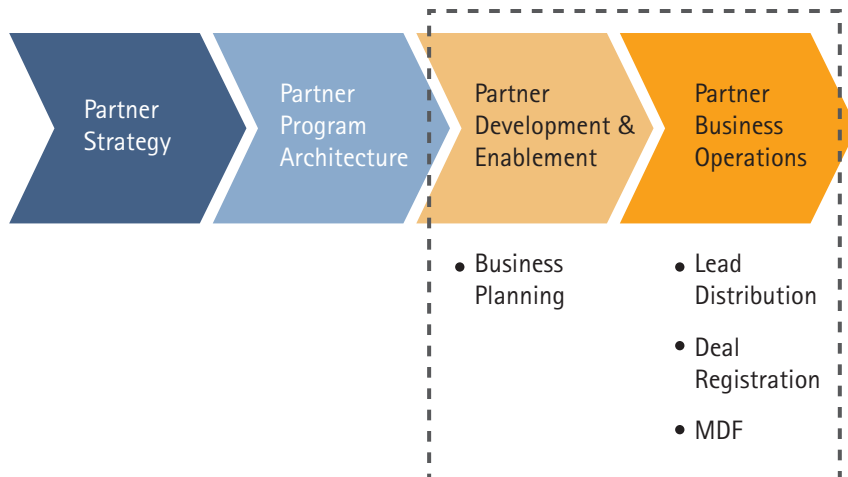 Partner
Strategy
Partner
Program
Architecture
Partner
Development &
Enablement
Partner
Business
Operations
• Business
Planning
• Lead
Distribution
• Deal
Registration
• MDF